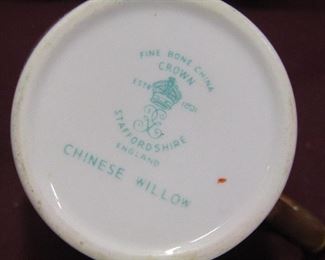 FINE BONE CHINA
CROWN
ESTD 1801
STAFFORDSHIRE
ENGLAND
CHINESE WILLOW